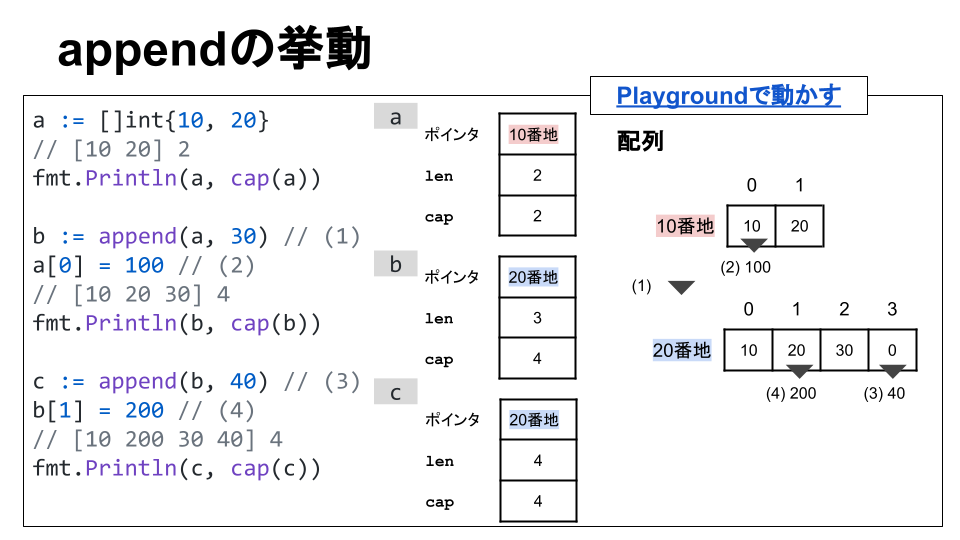 appendの挙動
Playgroundで動かす
a := []int{10, 20}
// [10 20] 2
fmt.Println(a, cap(a))
b := append(a, 30) // (1)
a[0] = 100 // (2)
// [10 20 30] 4
fmt.Println(b, cap(b))
c := append(b, 40) // (3)
b[1] = 200 // (4)
// [10 200 30 40] 4
fmt.Println(c, cap(c))
a
ポインタ 10番地
len 2
cap 2
b
ポインタ 20番地
len 3
cap 4
c
ポインタ 20番地
len 4
cap 4
配列
0 1
10番地 10 20
(2) 100
(1)
0 1 2 3
20番地 10 20 30 0
(4) 200 (3) 40